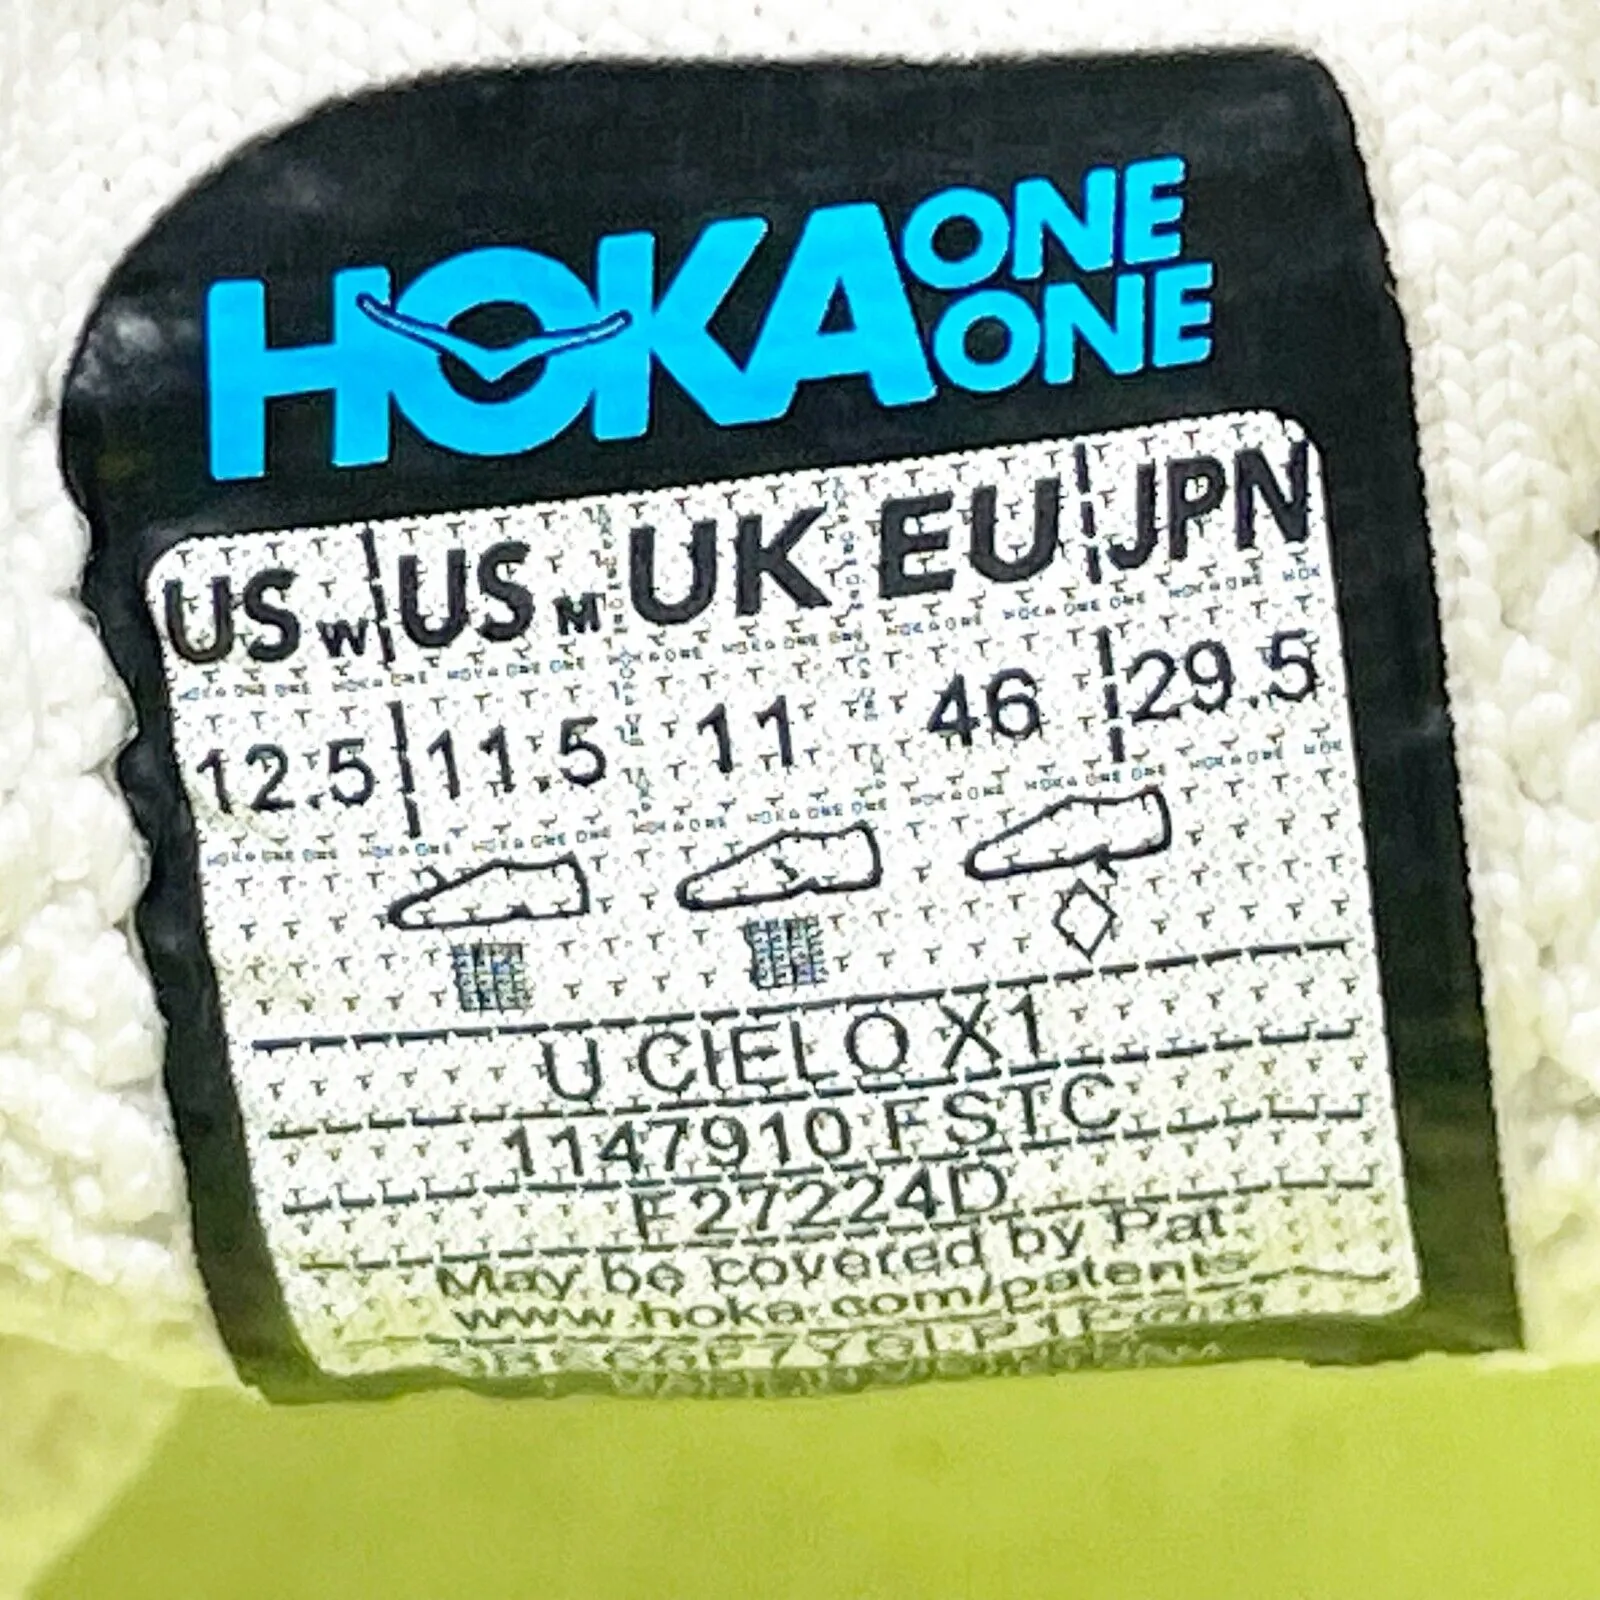 HOKA ONE ONE
US W US M UK EU JPN
12.5 11.5 11 46 29.5
U CIELO X1
1147910 FSTC
F27224D
May be covered by Pat.
www.hoka.com/patents